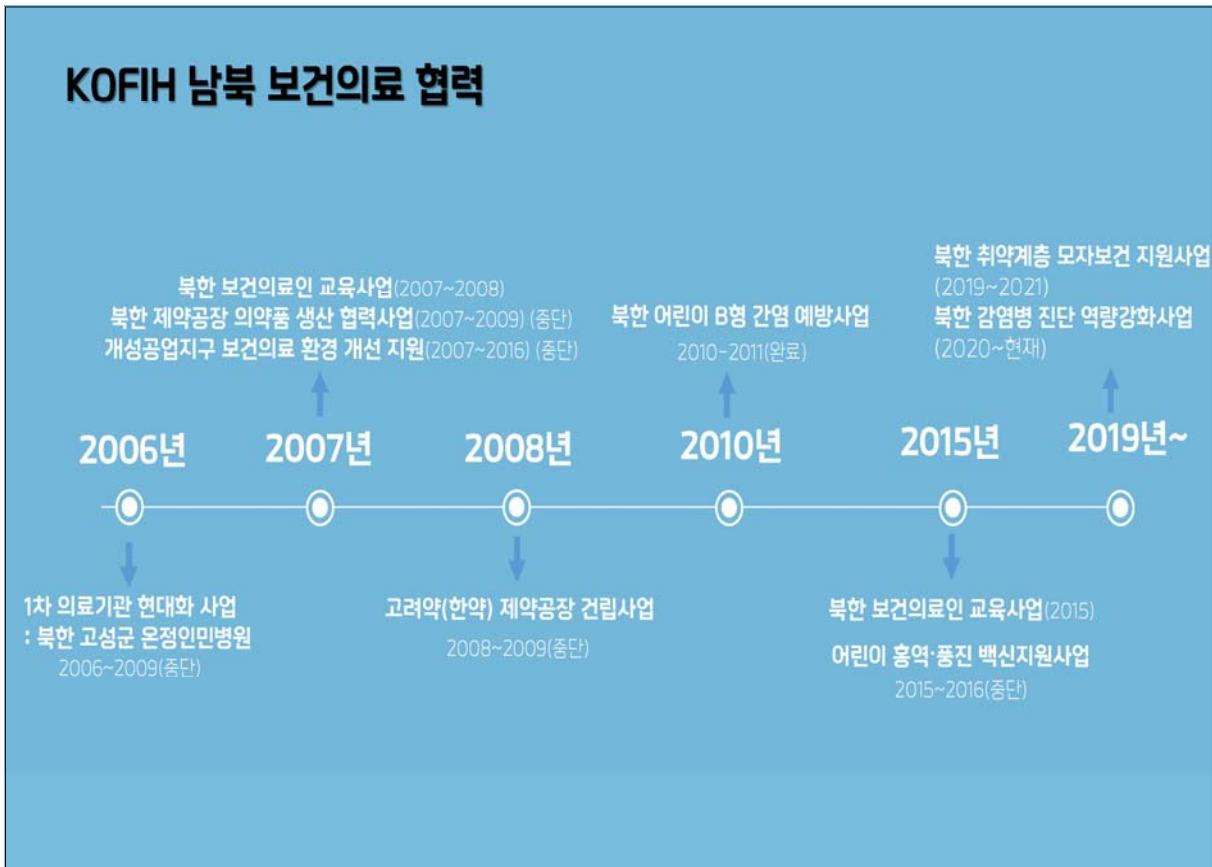 KOFIH 남북 보건의료 협력
북한 보건의료인 교육사업(2007~2008)
북한 제약공장 의약품 생산 협력사업(2007~2009) (중단)
개성공업지구 보건의료 환경 개선 지원(2007~2016) (중단)
북한 어린이 B형 간염 예방사업
2010-2011(완료)
북한 취약계층 모자보건 지원사업
(2019~2021)
북한 감염병 진단 역량강화사업
(2020~현재)
2006년
2007년
2008년
2010년
2015년
2019년~
1차 의료기관 현대화 사업
: 북한 고성군 온정인민병원
2006~2009(중단)
고려약(한약) 제약공장 건립사업
2008~2009(중단)
북한 보건의료인 교육사업(2015)
어린이 홍역·풍진 백신지원사업
2015~2016(중단)